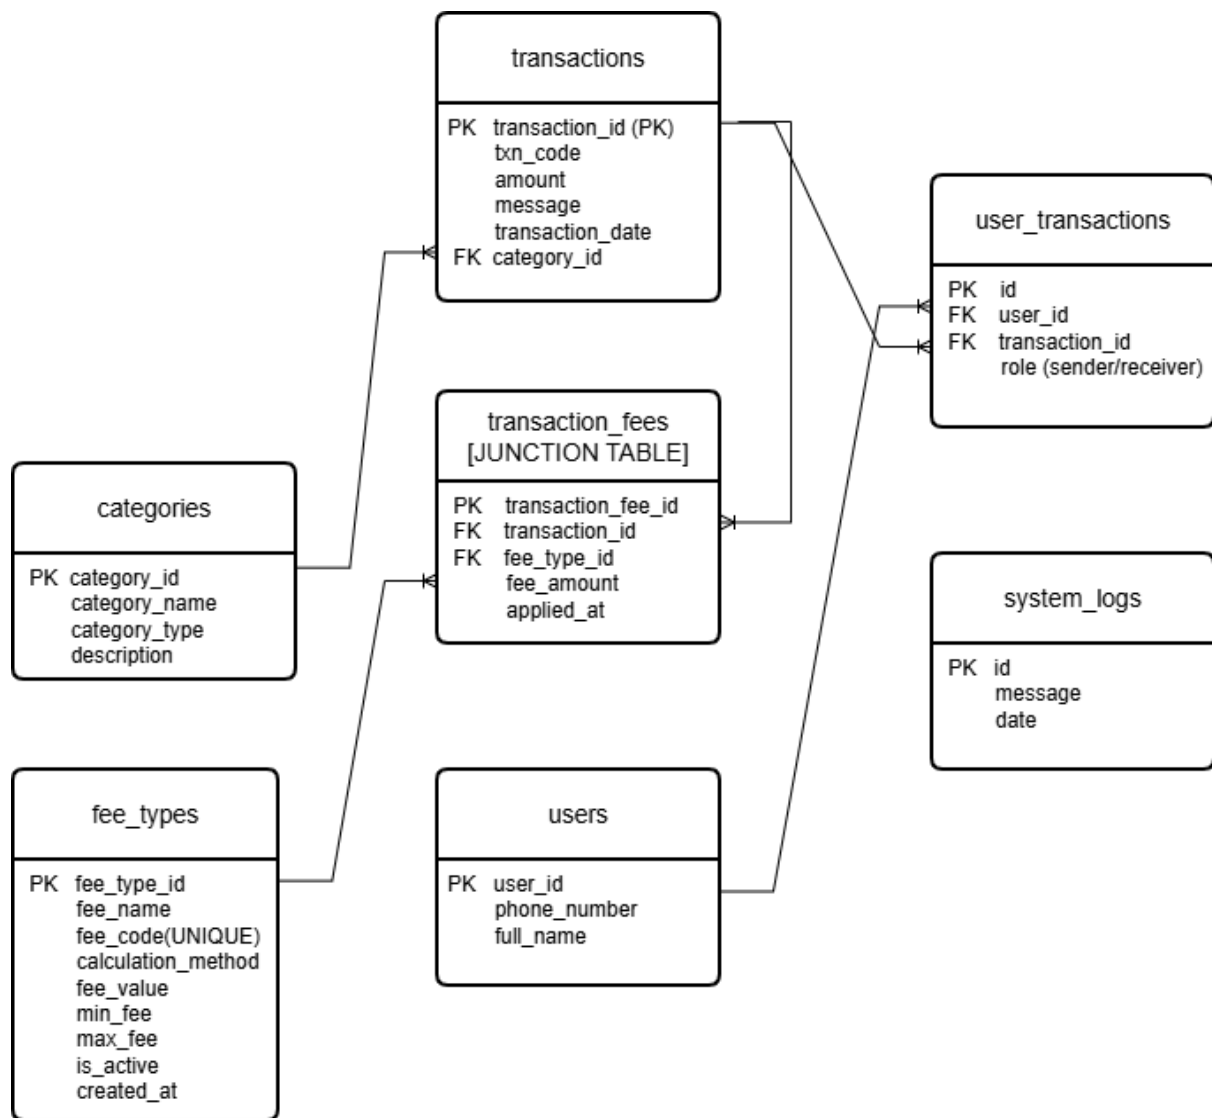 transactions
PK transaction_id (PK)
txn_code
amount
message
transaction_date
FK category_id
user_transactions
PK id
FK user_id
FK transaction_id
role (sender/receiver)
transaction_fees
[JUNCTION TABLE]
PK transaction_fee_id
FK transaction_id
FK fee_type_id
fee_amount
applied_at
categories
PK category_id
category_name
category_type
description
system_logs
PK id
message
date
fee_types
PK fee_type_id
fee_name
fee_code(UNIQUE)
calculation_method
fee_value
min_fee
max_fee
is_active
created_at
users
PK user_id
phone_number
full_name